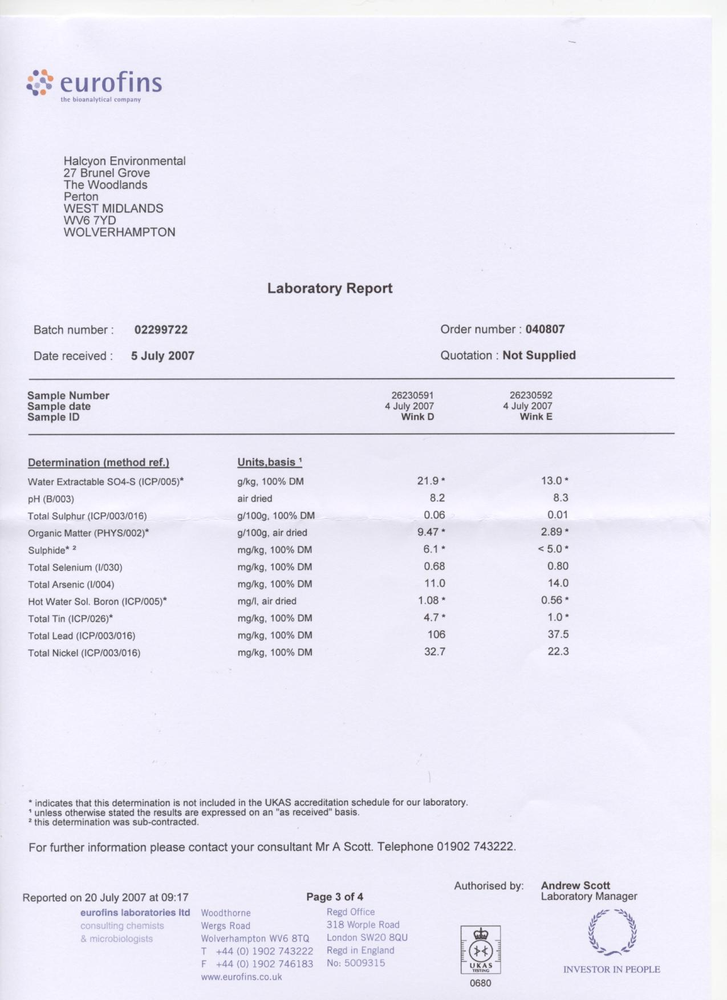 eurofins
the bioanalytical company
Halcyon Environmental
27 Brunel Grove
The Woodlands
Perton
WEST MIDLANDS
WV6 7YD
WOLVERHAMPTON
Laboratory Report
Batch number : 02299722 Order number : 040807
Date received : 5 July 2007 Quotation : Not Supplied
Sample Number 26230591 26230592
Sample date 4 July 2007 4 July 2007
Sample ID Wink D Wink E
Determination (method ref.) Units,basis ¹
Water Extractable SO4-S (ICP/005)* g/kg, 100% DM 21.9 * 13.0 *
pH (B/003) air dried 8.2 8.3
Total Sulphur (ICP/003/016) g/100g, 100% DM 0.06 0.01
Organic Matter (PHYS/002)* g/100g, air dried 9.47 * 2.89 *
Sulphide* ² mg/kg, 100% DM 6.1 * < 5.0 *
Total Selenium (I/030) mg/kg, 100% DM 0.68 0.80
Total Arsenic (I/004) mg/kg, 100% DM 11.0 14.0
Hot Water Sol. Boron (ICP/005)* mg/l, air dried 1.08 * 0.56 *
Total Tin (ICP/026)* mg/kg, 100% DM 4.7 * 1.0 *
Total Lead (ICP/003/016) mg/kg, 100% DM 106 37.5
Total Nickel (ICP/003/016) mg/kg, 100% DM 32.7 22.3
* indicates that this determination is not included in the UKAS accreditation schedule for our laboratory.
¹ unless otherwise stated the results are expressed on an "as received" basis.
² this determination was sub-contracted.
For further information please contact your consultant Mr A Scott. Telephone 01902 743222.
Authorised by: Andrew Scott
Laboratory Manager
Reported on 20 July 2007 at 09:17 Page 3 of 4
eurofins laboratories ltd
consulting chemists
& microbiologists
Woodthorne
Wergs Road
Wolverhampton WV6 8TQ
T +44 (0) 1902 743222
F +44 (0) 1902 746183
www.eurofins.co.uk
Regd Office
318 Worple Road
London SW20 8QU
Regd in England
No: 5009315
UKAS
TESTING
0680
INVESTOR IN PEOPLE